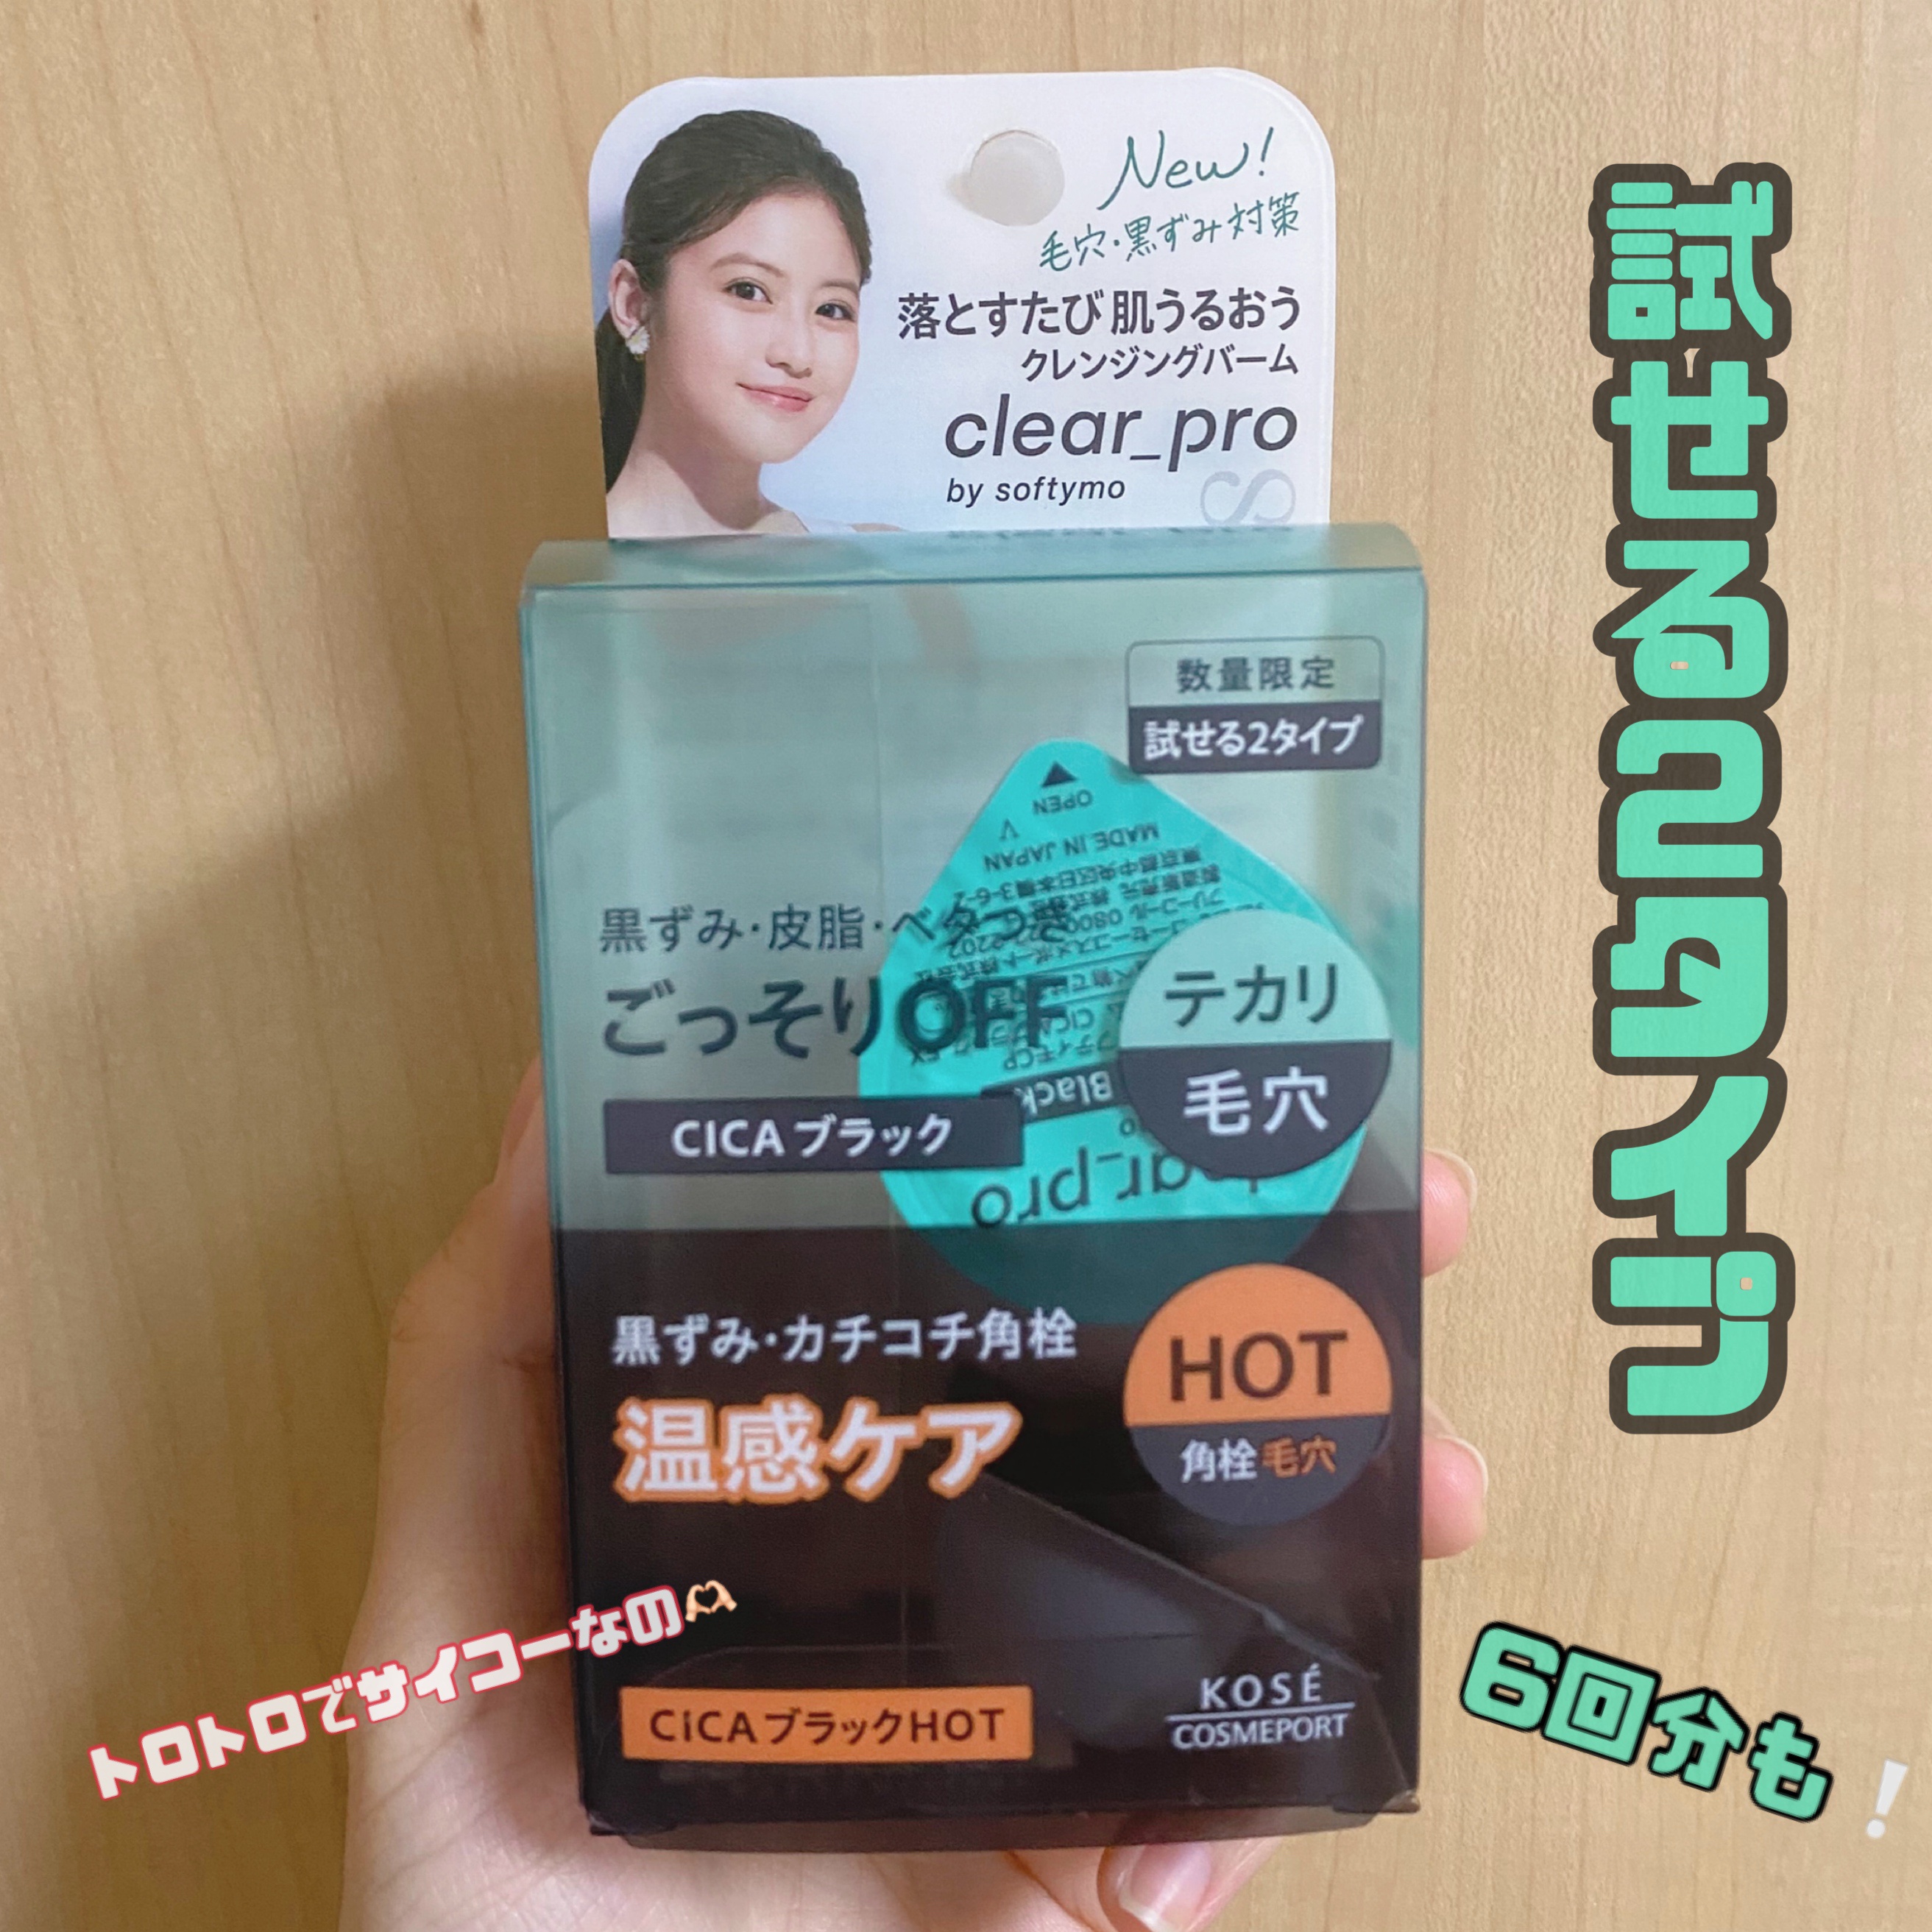 New!
毛穴・黒ずみ対策
落とすたび肌うるおう
クレンジングバーム
clear_pro
by softymo
試せる2タイプ
数量限定
試せる2タイプ
OPEN
MADE IN JAPAN
Black
pro
黒ずみ・皮脂・ベタつき
ごっそりOFF
CICAブラック
テカリ
毛穴
黒ずみ・カチコチ角栓
温感ケア
HOT
角栓毛穴
CICAブラックHOT
KOSÉ
COSMEPORT
トロトロでサイコーなの🫶🏻
6回分も!